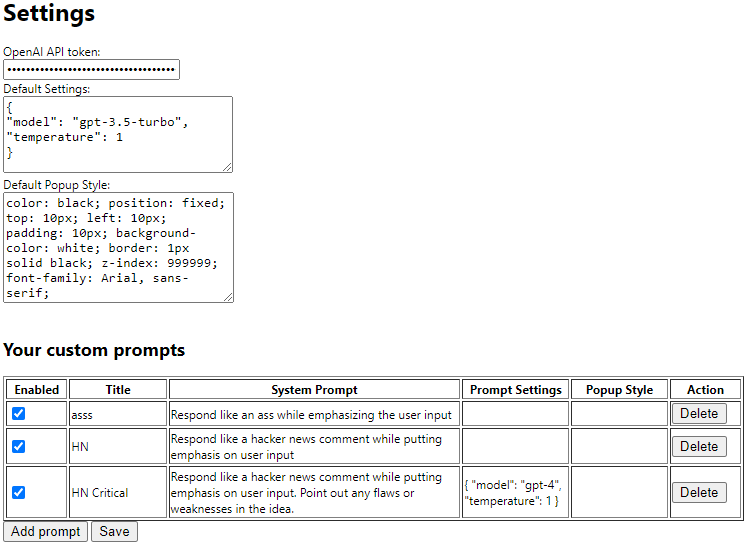 Settings
OpenAI API token:
••••••••••••••••••••••••••••••••••••
Default Settings:
{
"model": "gpt-3.5-turbo",
"temperature": 1
}
Default Popup Style:
color: black; position: fixed;
top: 10px; left: 10px;
padding: 10px; background-
color: white; border: 1px
solid black; z-index: 999999;
font-family: Arial, sans-
serif;
Your custom prompts
Enabled Title System Prompt Prompt Settings Popup Style Action
asss Respond like an ass while emphasizing the user input Delete
HN Respond like a hacker news comment while putting
emphasis on user input Delete
HN Critical Respond like a hacker news comment while putting
emphasis on user input. Point out any flaws or
weaknesses in the idea. { "model": "gpt-4",
"temperature": 1 } Delete
Add prompt Save